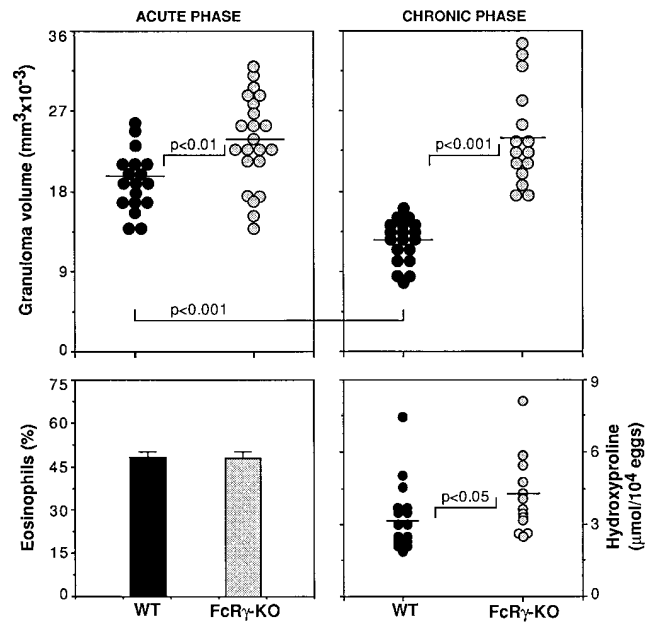 ACUTE PHASE
CHRONIC PHASE
Granuloma volume (mm³x10⁻³)
36
27
18
9
0
p<0.01
p<0.001
p<0.001
Eosinophils (%)
75
60
45
30
15
0
WT
FcRγ-KO
p<0.05
9
6
3
0
WT
FcRγ-KO
Hydroxyproline
(μmol/10⁴ eggs)